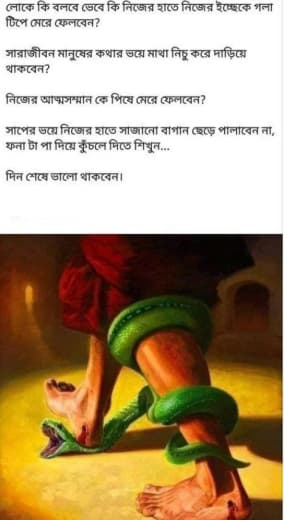 লোকে কি বলবে ভেবে কি নিজের হাতে নিজের ইচ্ছেকে গলা
টিপে মেরে ফেলবেন?
সারাজীবন মানুষের কথার ভয়ে মাথা নিচু করে দাড়িয়ে
থাকবেন?
নিজের আত্মসম্মান কে পিষে মেরে ফেলবেন?
সাপের ভয়ে নিজের হাতে সাজানো বাগান ছেড়ে পালাবেন না,
ফনা টা পা দিয়ে কুঁচলে দিতে শিখুন...
দিন শেষে ভালো থাকবেন।